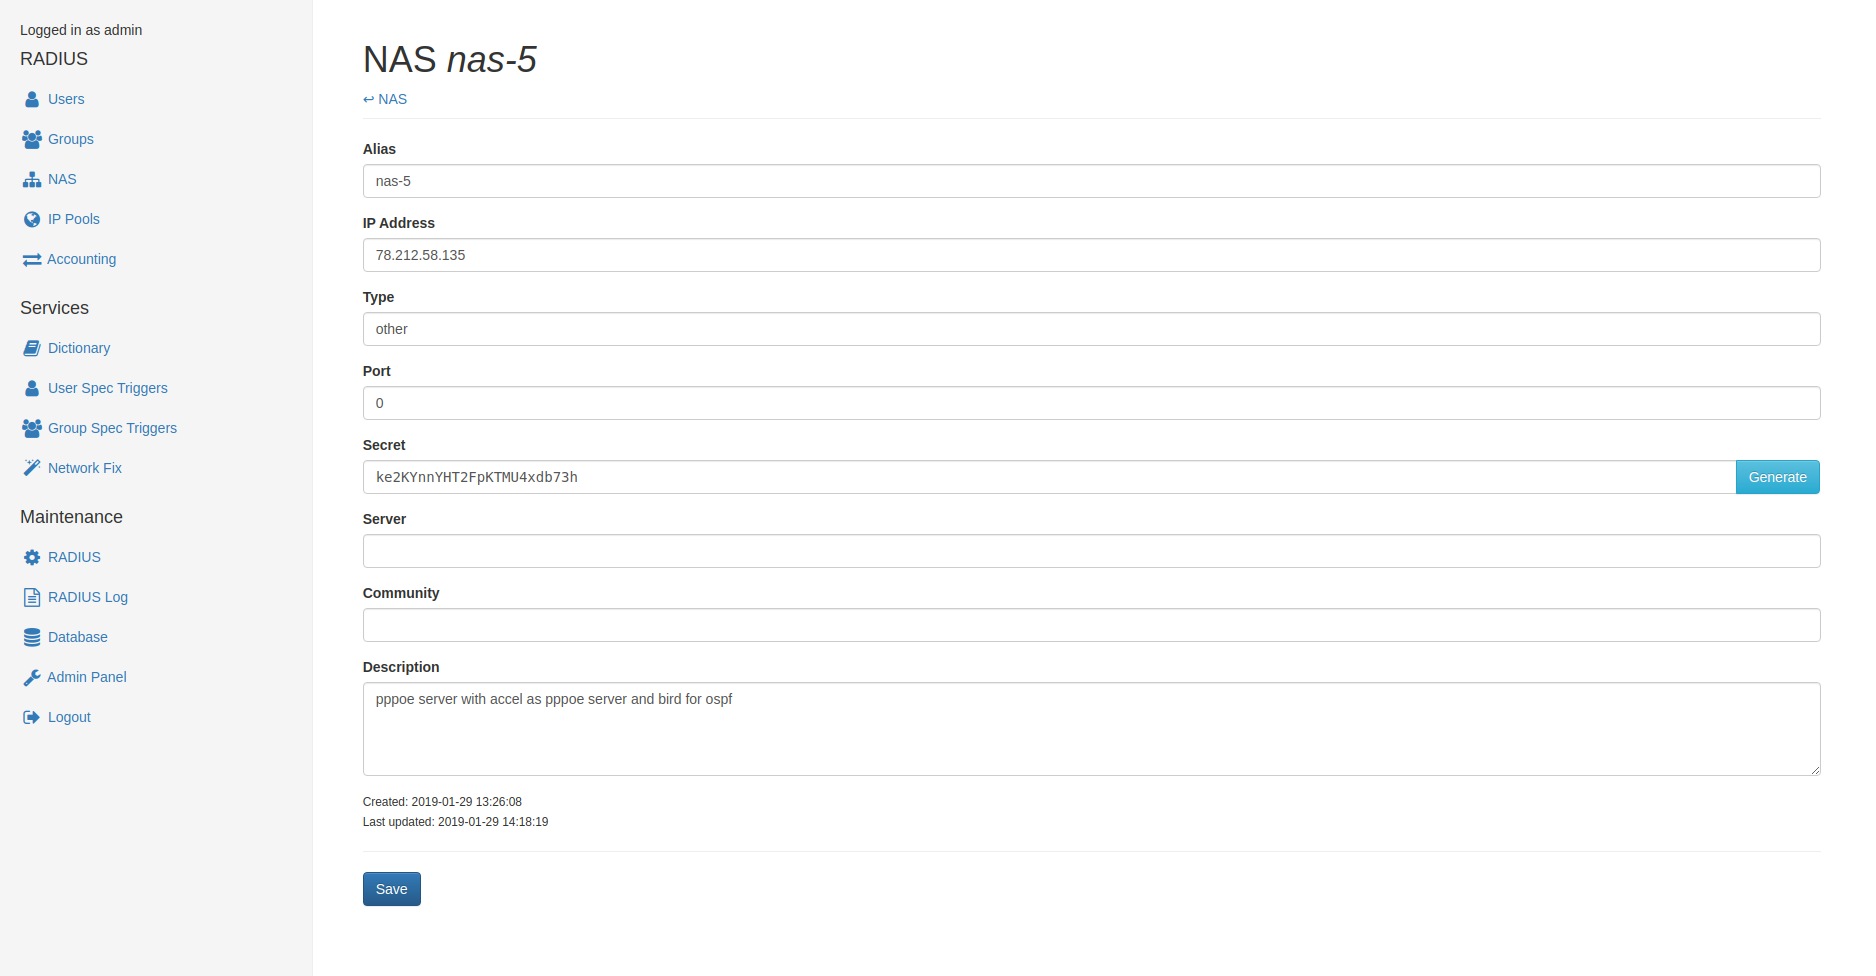 Logged in as admin
RADIUS
Users
Groups
NAS
IP Pools
Accounting
Services
Dictionary
User Spec Triggers
Group Spec Triggers
Network Fix
Maintenance
RADIUS
RADIUS Log
Database
Admin Panel
Logout
NAS nas-5
↩ NAS
Alias
nas-5
IP Address
78.212.58.135
Type
other
Port
0
Secret
ke2KYnnYHT2FpKTMU4xdb73h
Generate
Server
Community
Description
pppoe server with accel as pppoe server and bird for ospf
Created: 2019-01-29 13:26:08
Last updated: 2019-01-29 14:18:19
Save